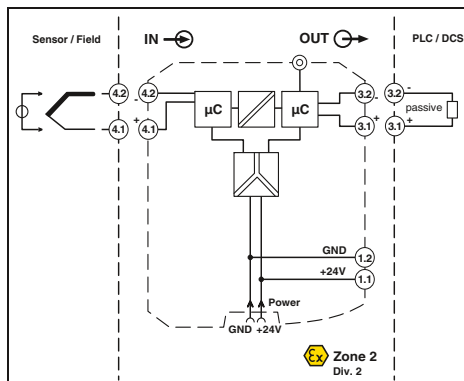 Sensor / Field IN OUT PLC / DCS
4.2 4.2 - 3.2 - 3.2 -
µC µC passive
4.1 + 4.1 3.1 + 3.1 +
GND 1.2
+24V 1.1
Power
GND +24V
Ex Zone 2
Div. 2